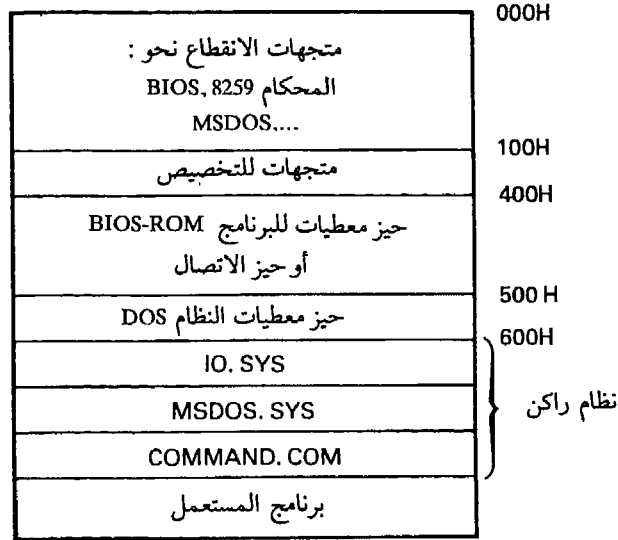 000H
متجهات الانقطاع نحو :
المحكام 8259 ,BIOS
MSDOS,...
100H
متجهات للتخصيص
400H
حيز معطيات للبرنامج BIOS-ROM
أو حيز الاتصال
500 H
حيز معطيات النظام DOS
600H
IO. SYS
MSDOS. SYS
نظام راكن
COMMAND. COM
برنامج المستعمل